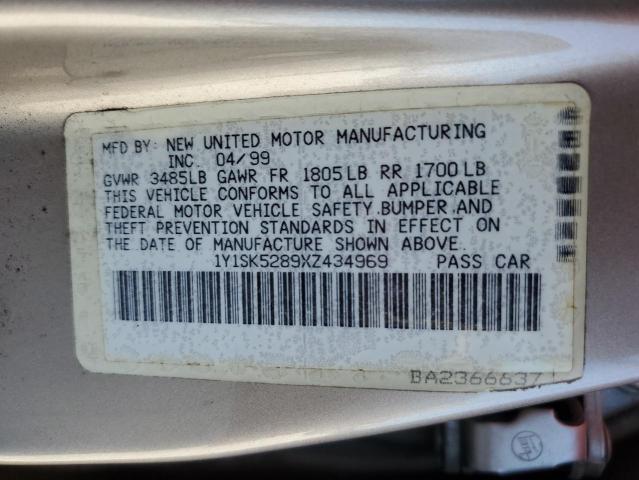 MFD BY: NEW UNITED MOTOR MANUFACTURING
INC. 04/99
GVWR 3485LB GAWR FR 1805LB RR 1700LB
THIS VEHICLE CONFORMS TO ALL APPLICABLE
FEDERAL MOTOR VEHICLE SAFETY BUMPER AND
THEFT PREVENTION STANDARDS IN EFFECT ON
THE DATE OF MANUFACTURE SHOWN ABOVE
1Y1SK5289XZ434969 PASS CAR
BA2366637